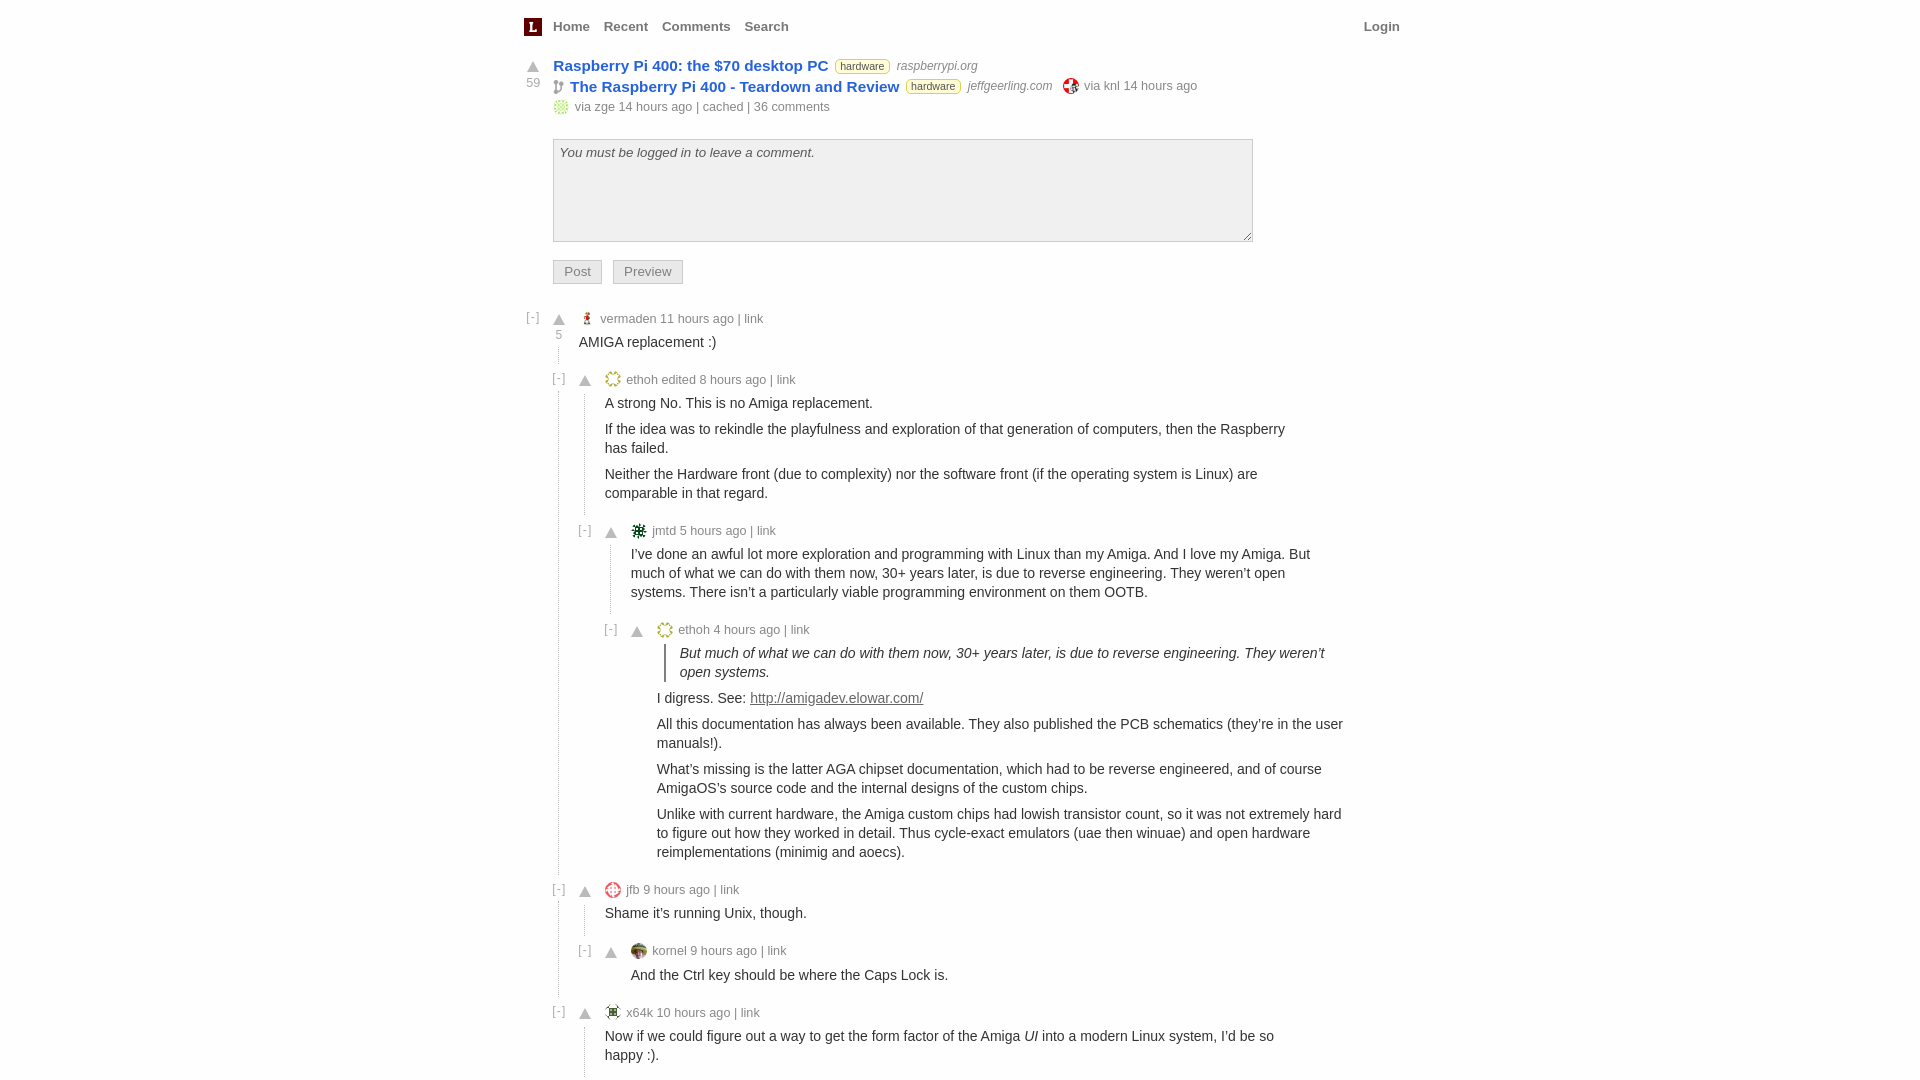 L Home Recent Comments Search Login
Raspberry Pi 400: the $70 desktop PC hardware raspberrypi.org
59 The Raspberry Pi 400 - Teardown and Review hardware jeffgeerling.com via knl 14 hours ago
via zge 14 hours ago | cached | 36 comments
You must be logged in to leave a comment.
Post Preview
[-] vermaden 11 hours ago | link
5
AMIGA replacement :)
[-] ethoh edited 8 hours ago | link
A strong No. This is no Amiga replacement.
If the idea was to rekindle the playfulness and exploration of that generation of computers, then the Raspberry
has failed.
Neither the Hardware front (due to complexity) nor the software front (if the operating system is Linux) are
comparable in that regard.
[-] jmtd 5 hours ago | link
I’ve done an awful lot more exploration and programming with Linux than my Amiga. And I love my Amiga. But
much of what we can do with them now, 30+ years later, is due to reverse engineering. They weren’t open
systems. There isn’t a particularly viable programming environment on them OOTB.
[-] ethoh 4 hours ago | link
But much of what we can do with them now, 30+ years later, is due to reverse engineering. They weren’t
open systems.
I digress. See: http://amigadev.elowar.com/
All this documentation has always been available. They also published the PCB schematics (they’re in the user
manuals!).
What’s missing is the latter AGA chipset documentation, which had to be reverse engineered, and of course
AmigaOS’s source code and the internal designs of the custom chips.
Unlike with current hardware, the Amiga custom chips had lowish transistor count, so it was not extremely hard
to figure out how they worked in detail. Thus cycle-exact emulators (uae then winuae) and open hardware
reimplementations (minimig and aoecs).
[-] jfb 9 hours ago | link
Shame it’s running Unix, though.
[-] kornel 9 hours ago | link
And the Ctrl key should be where the Caps Lock is.
[-] x64k 10 hours ago | link
Now if we could figure out a way to get the form factor of the Amiga UI into a modern Linux system, I’d be so
happy :).